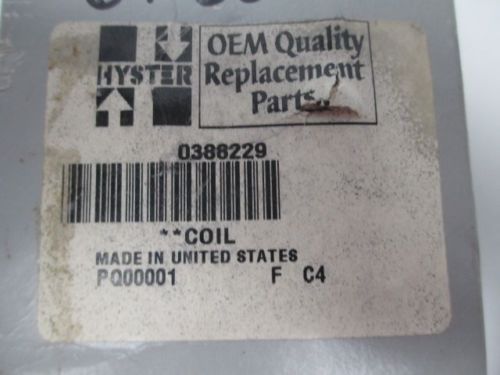 HYSTER
OEM Quality
Replacement
Parts
0388229
**COIL
MADE IN UNITED STATES
PQ00001 F C4